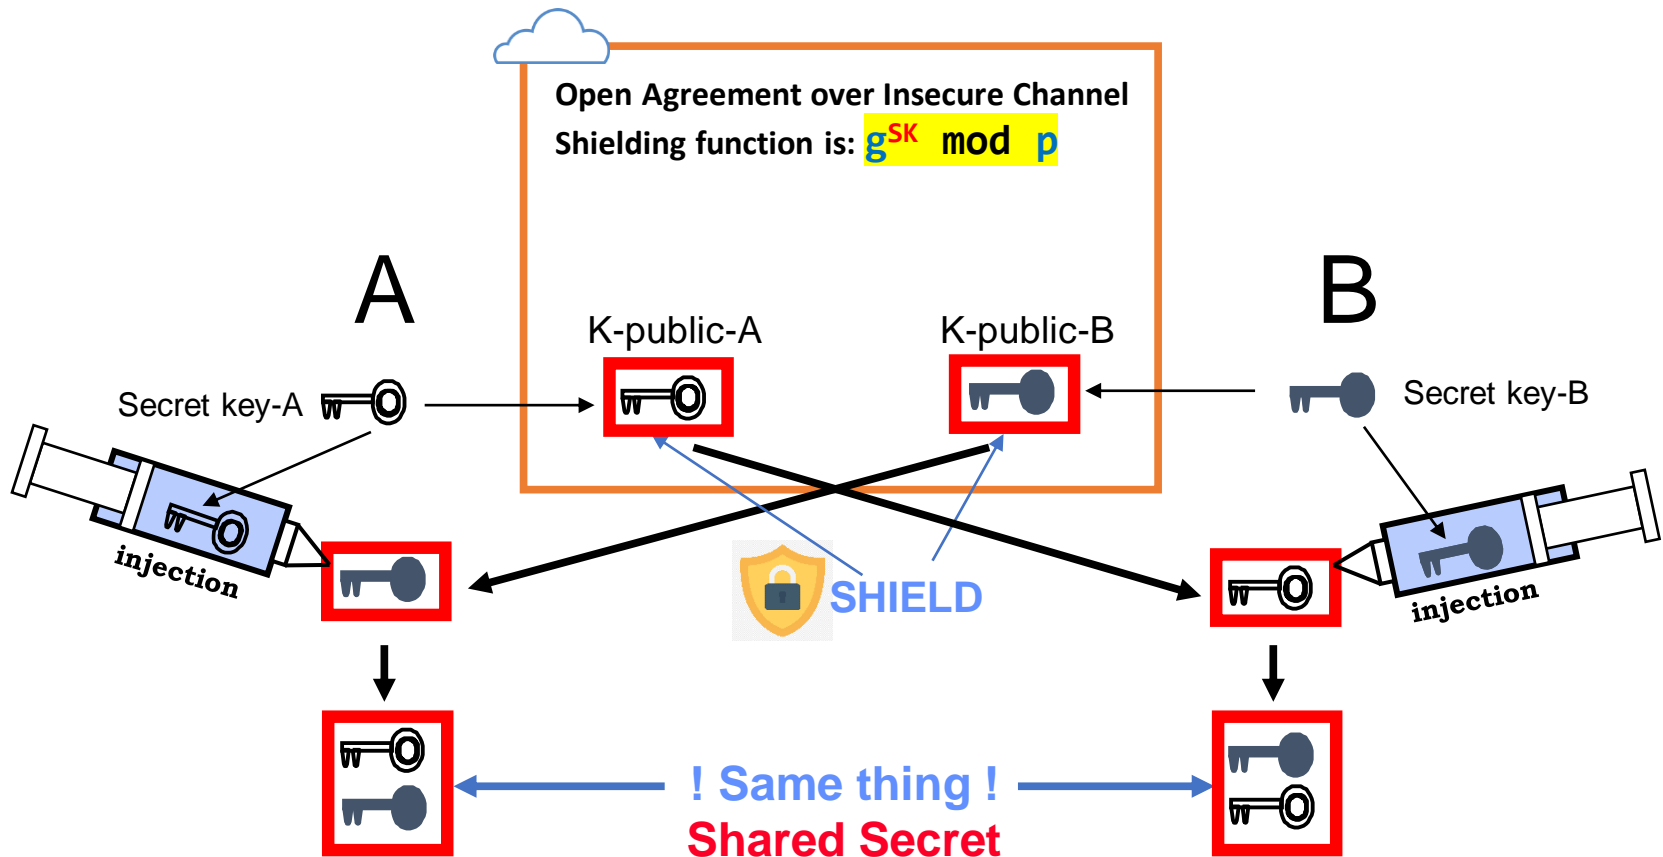 Open Agreement over Insecure Channel
Shielding function is: g^SK mod p
A
B
K-public-A
K-public-B
Secret key-A
Secret key-B
injection
injection
SHIELD
! Same thing !
Shared Secret